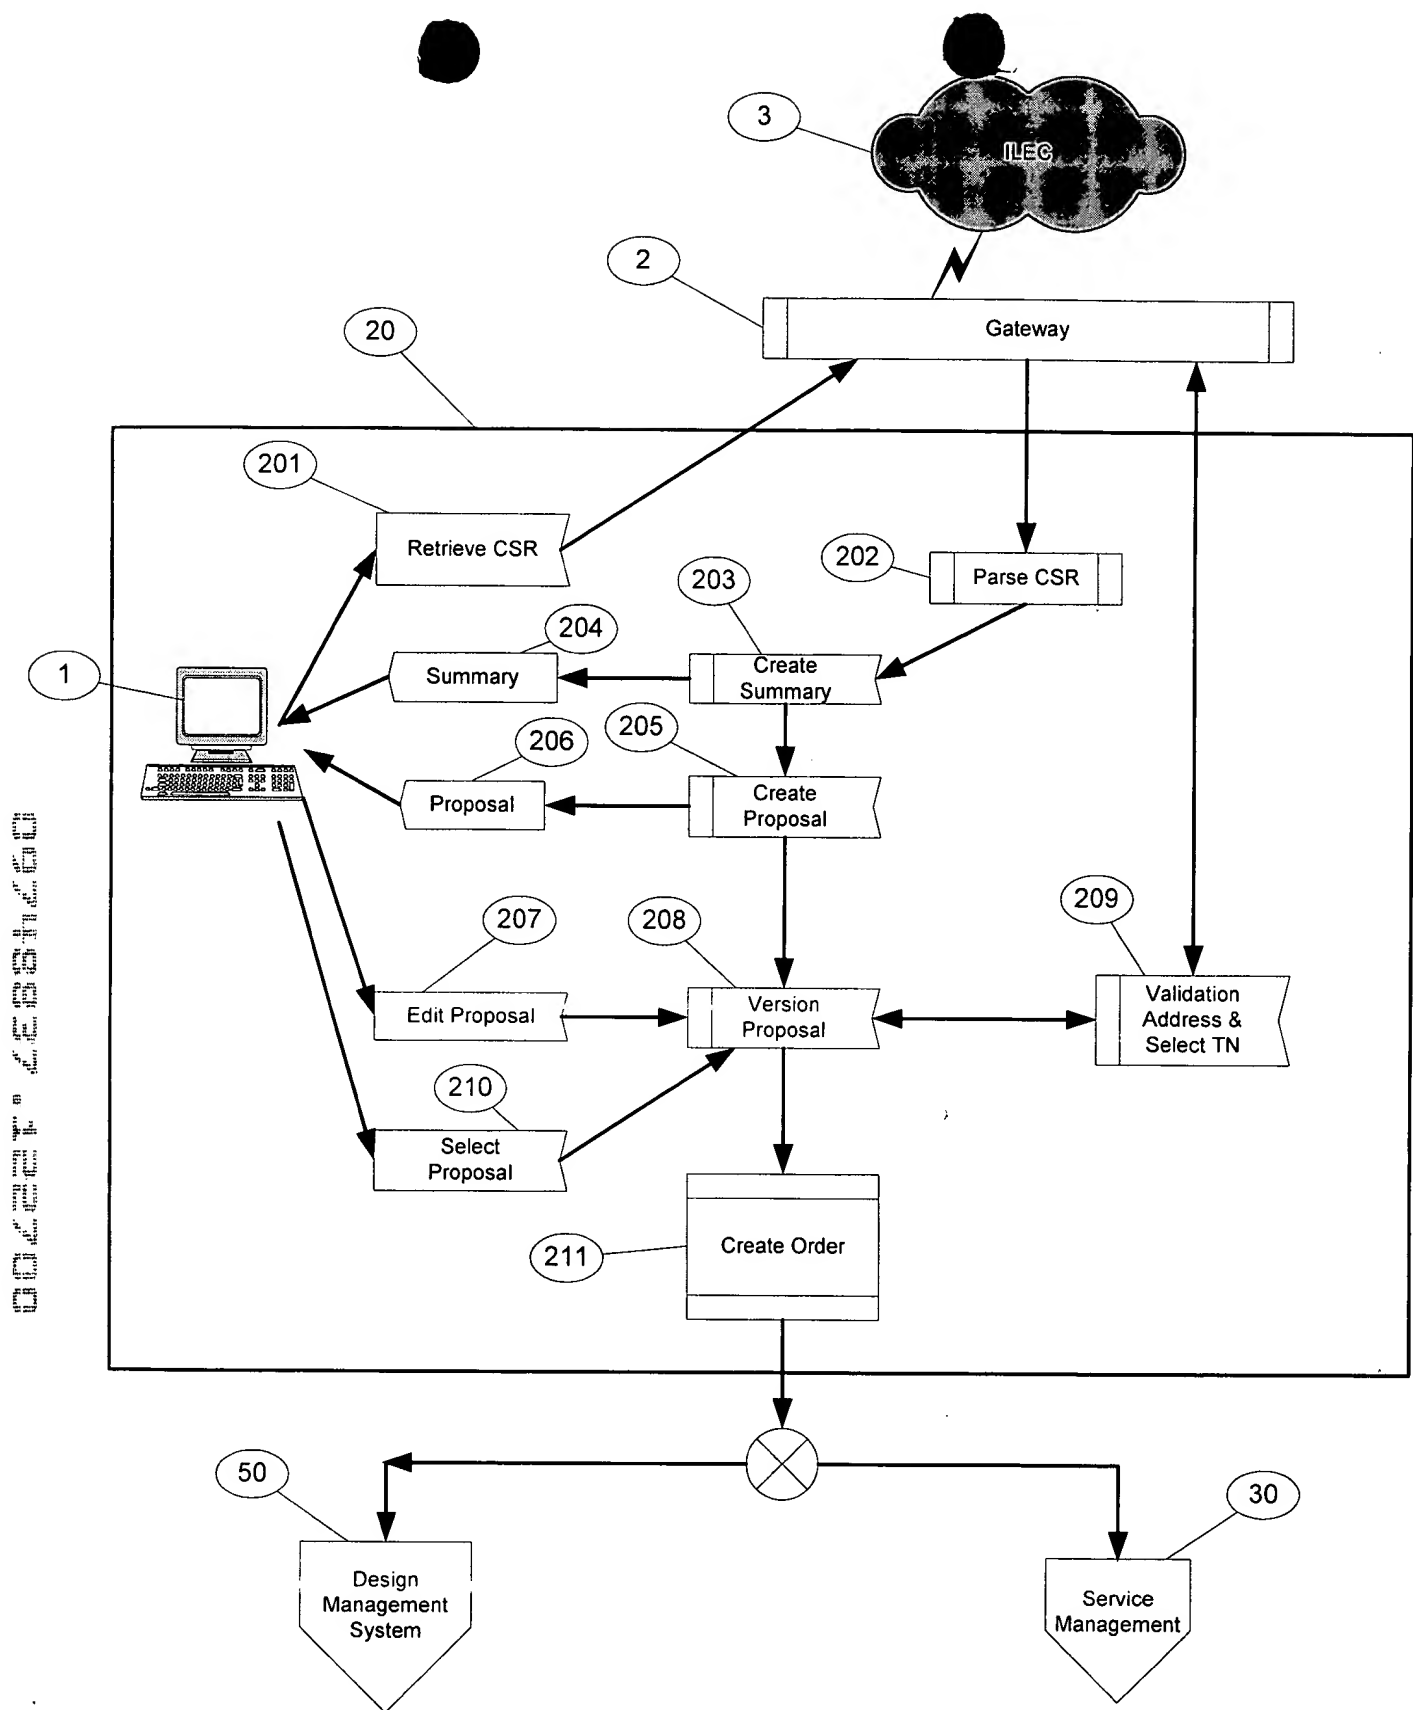 3
ILEC
2
Gateway
20
201
Retrieve CSR
202
Parse CSR
203
Create
Summary
204
Summary
1
205
Create
Proposal
206
Proposal
207
Edit Proposal
208
Version
Proposal
209
Validation
Address &
Select TN
210
Select
Proposal
211
Create Order
50
Design
Management
System
30
Service
Management